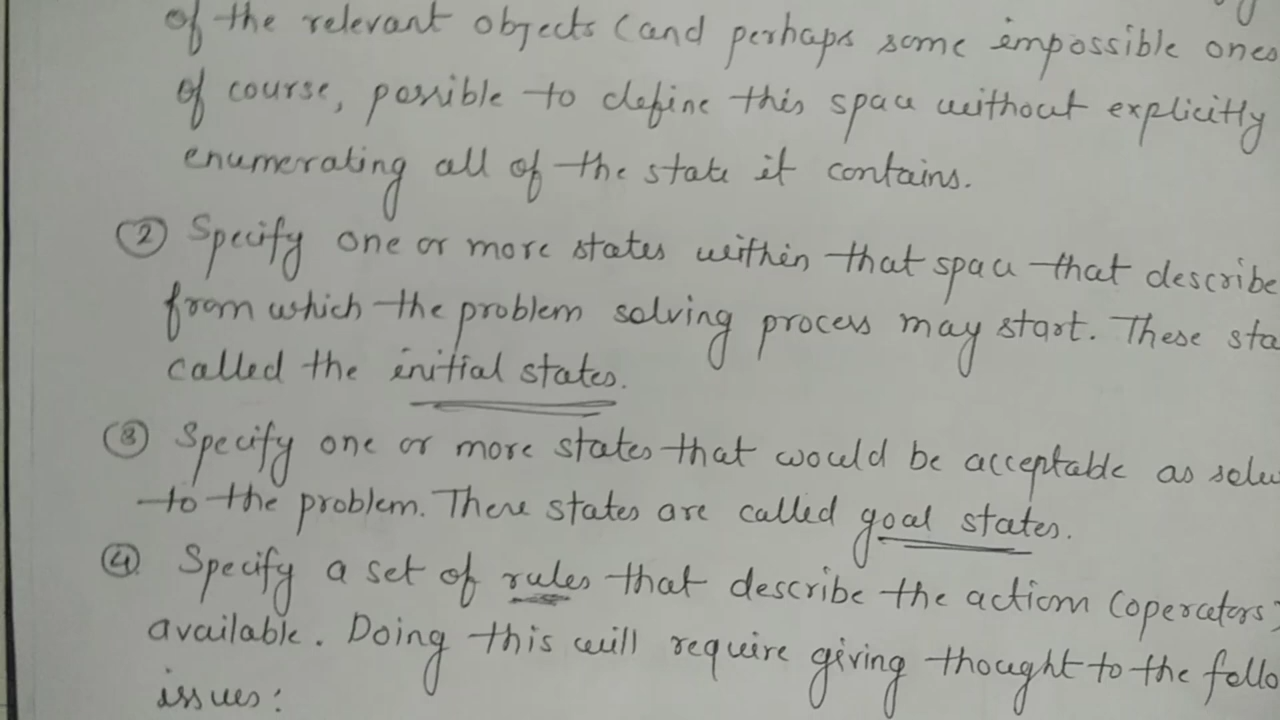 of the relevant objects (and perhaps some impossible ones
of course, possible to define this space without explicitly
enumerating all of the state it contains.
② Specify one or more states within that space that describe
from which the problem solving process may start. These sta
called the initial states.
③ Specify one or more states that would be acceptable as solu
to the problem. These states are called goal states.
④ Specify a set of rules that describe the action (operators)
available. Doing this will require giving thought to the follo
issues: